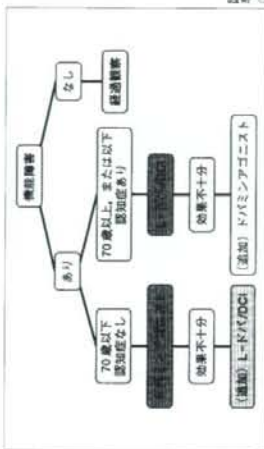 機能障害
あり
なし
70歳以下
認知症なし
70歳以上，または以下
認知症あり
経過観察
L-ドパ/DCI
効果不十分
効果不十分
（追加）L-ドパ/DCI
（追加）ドパミンアゴニスト